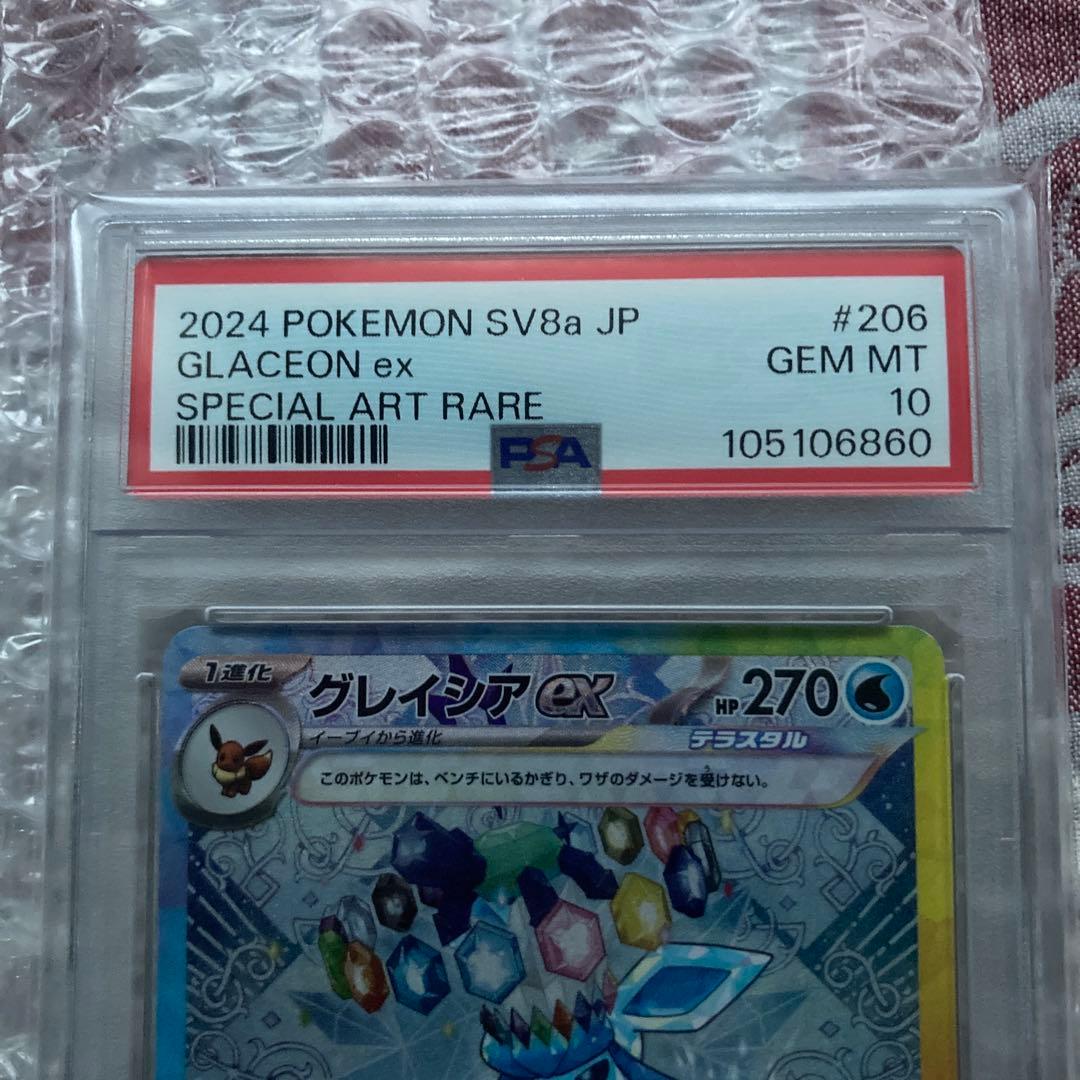 2024 POKEMON SV8a JP #206
GLACEON ex GEM MT
SPECIAL ART RARE 10
PSA 105106860
1進化
グレイシアex HP270
イーブイから進化 テラスタル
このポケモンは、ベンチにいるかぎり、ワザのダメージを受けない。